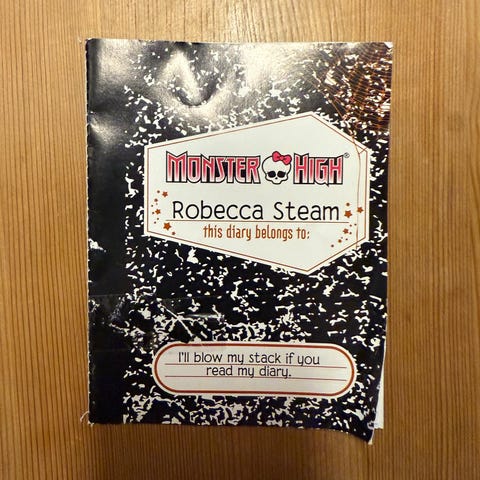 MONSTER HIGH®
Robecca Steam
this diary belongs to:
I'll blow my stack if you
read my diary.